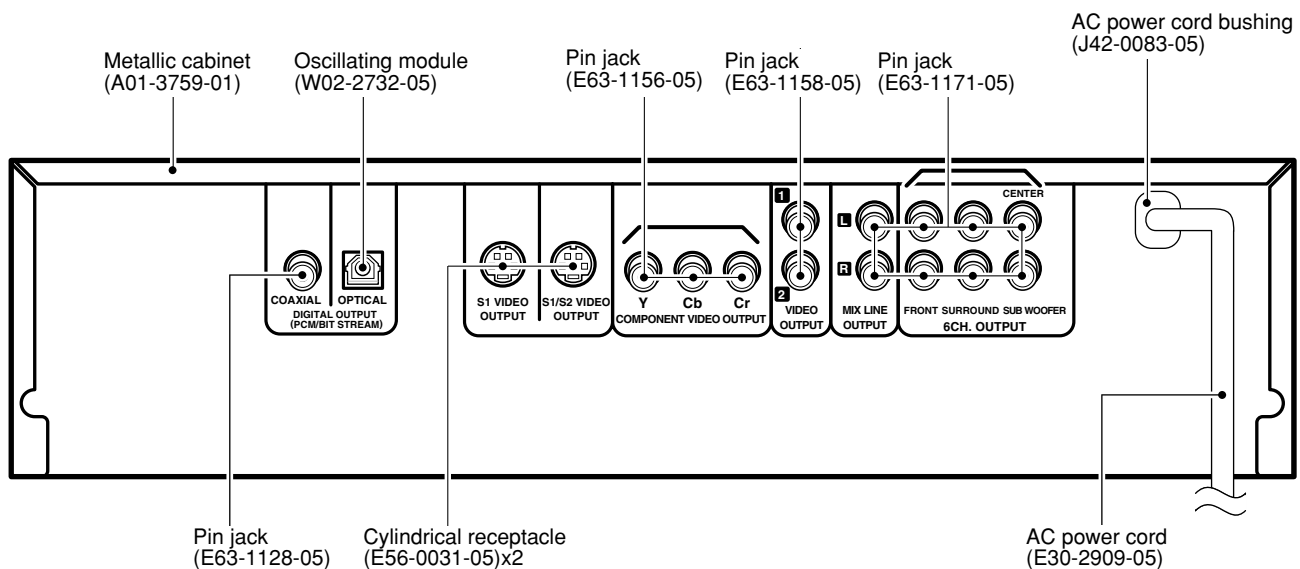 AC power cord bushing
(J42-0083-05)
Metallic cabinet
(A01-3759-01)
Oscillating module
(W02-2732-05)
Pin jack
(E63-1156-05)
Pin jack
(E63-1158-05)
Pin jack
(E63-1171-05)
COAXIAL
OPTICAL
DIGITAL OUTPUT
(PCM/BIT STREAM)
S1 VIDEO
OUTPUT
S1/S2 VIDEO
OUTPUT
Y Cb Cr
COMPONENT VIDEO OUTPUT
1
2
VIDEO
OUTPUT
L
R
MIX LINE
OUTPUT
CENTER
FRONT SURROUND SUB WOOFER
6CH. OUTPUT
Pin jack
(E63-1128-05)
Cylindrical receptacle
(E56-0031-05)x2
AC power cord
(E30-2909-05)